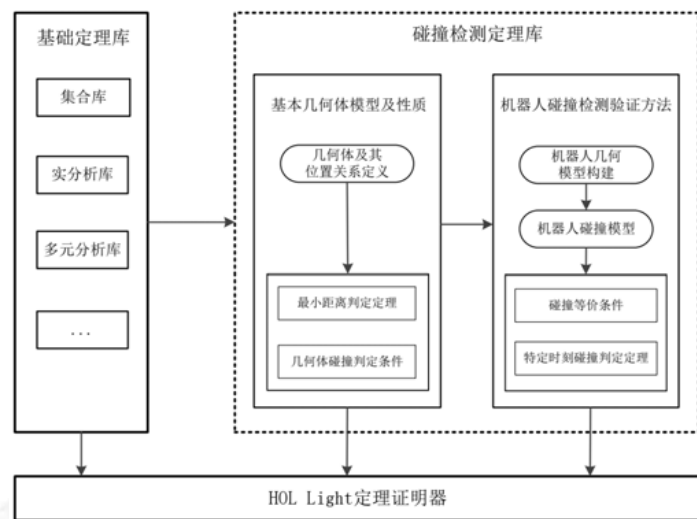 基础定理库
集合库
实分析库
多元分析库
...
碰撞检测定理库
基本几何体模型及性质
几何体及其
位置关系定义
最小距离判定定理
几何体碰撞判定条件
机器人碰撞检测验证方法
机器人几何
模型构建
机器人碰撞模型
碰撞等价条件
特定时刻碰撞判定定理
HOL Light定理证明器